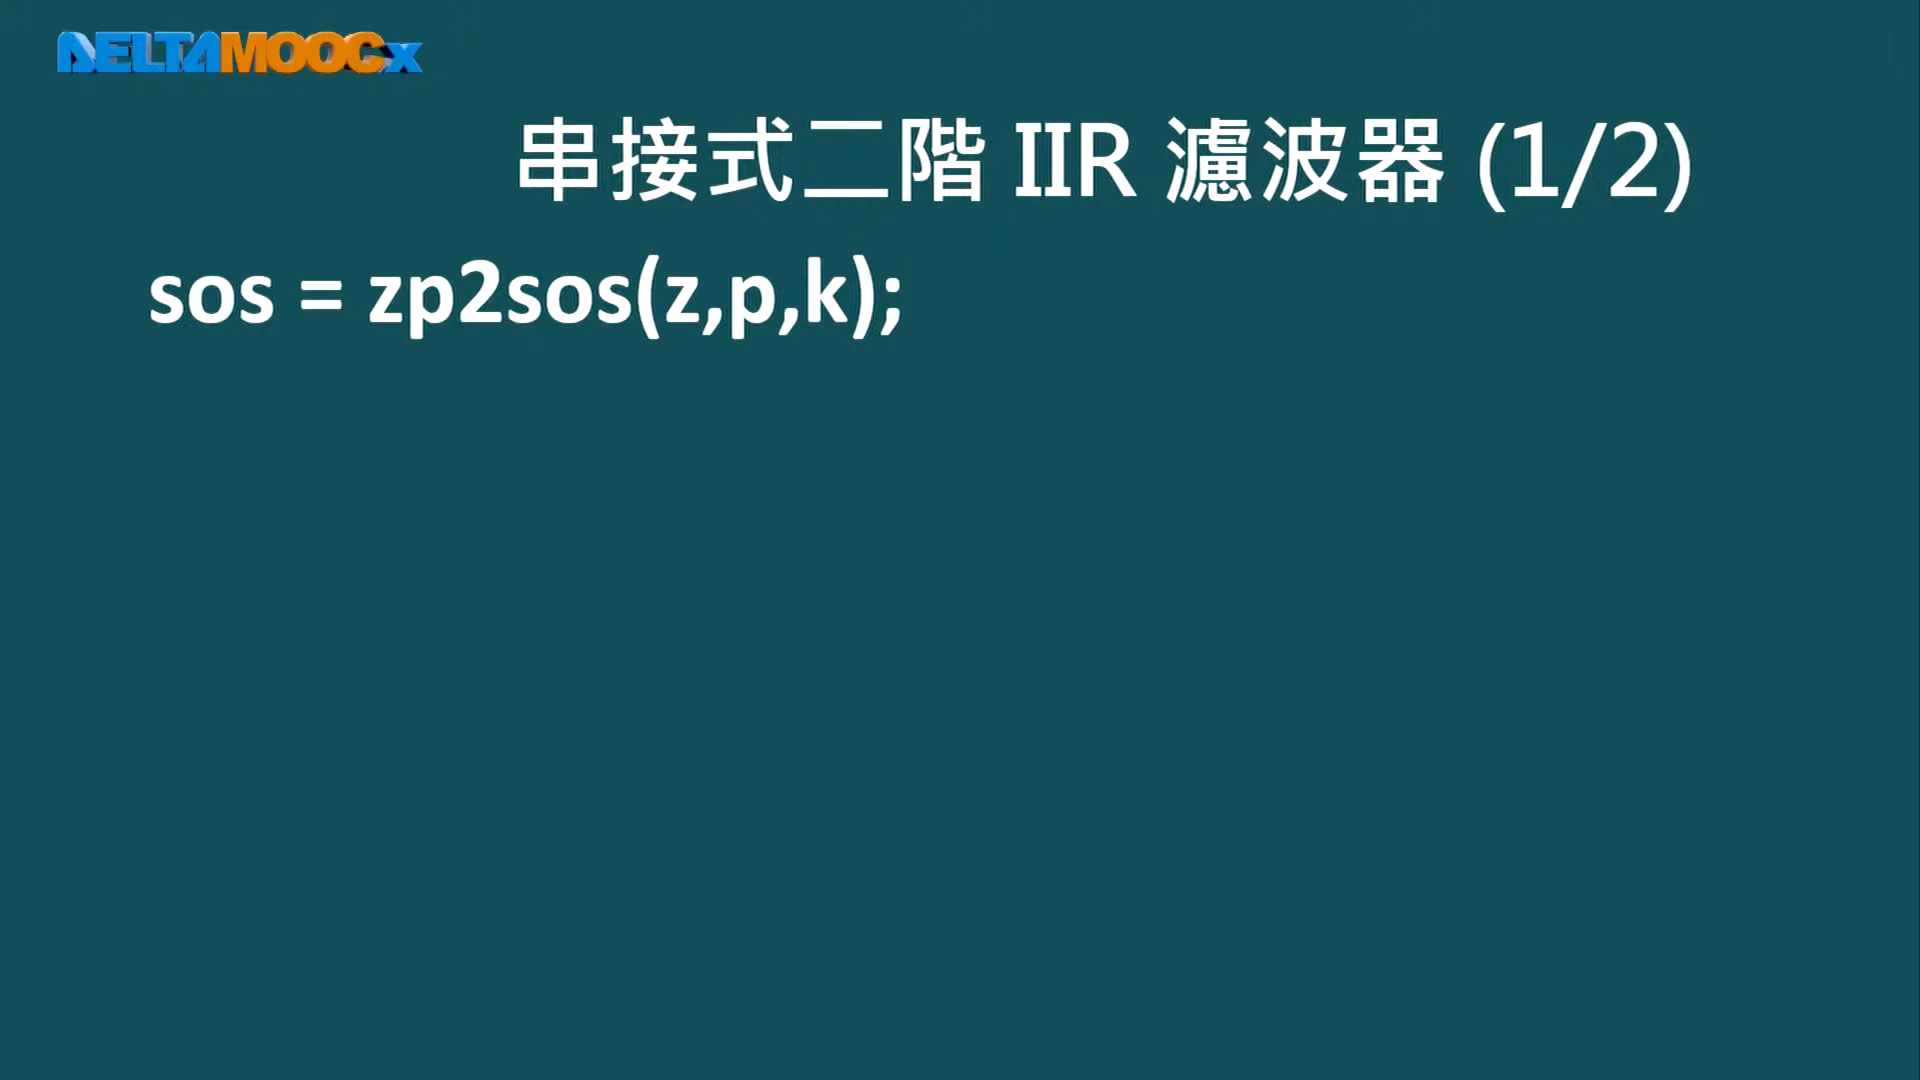 DELTAMOOCx
串接式二階 IIR 濾波器 (1/2)
sos = zp2sos(z,p,k);